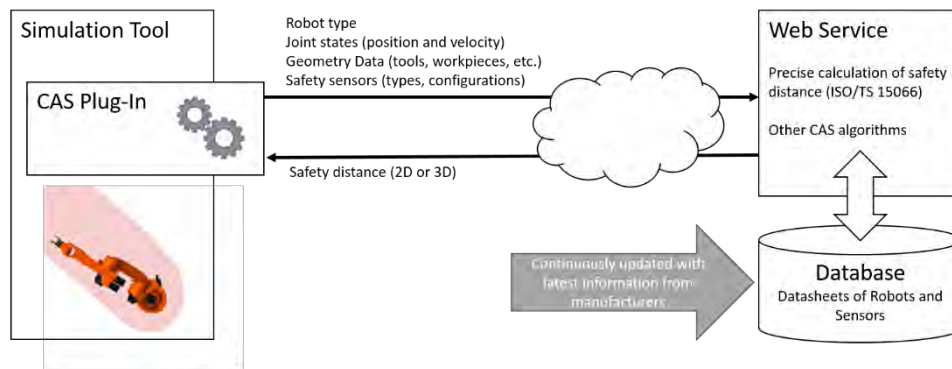 Simulation Tool
CAS Plug-In
Robot type
Joint states (position and velocity)
Geometry Data (tools, workpieces, etc.)
Safety sensors (types, configurations)
Safety distance (2D or 3D)
Web Service
Precise calculation of safety
distance (ISO/TS 15066)
Other CAS algorithms
Continuously updated with
latest information from
manufacturers
Database
Datasheets of Robots and
Sensors